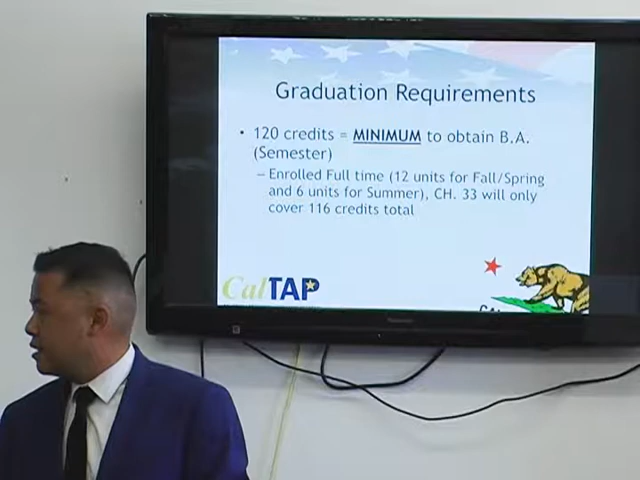 Graduation Requirements
• 120 credits = MINIMUM to obtain B.A.
(Semester)
– Enrolled Full time (12 units for Fall/Spring
and 6 units for Summer), CH. 33 will only
cover 116 credits total
CalTAP